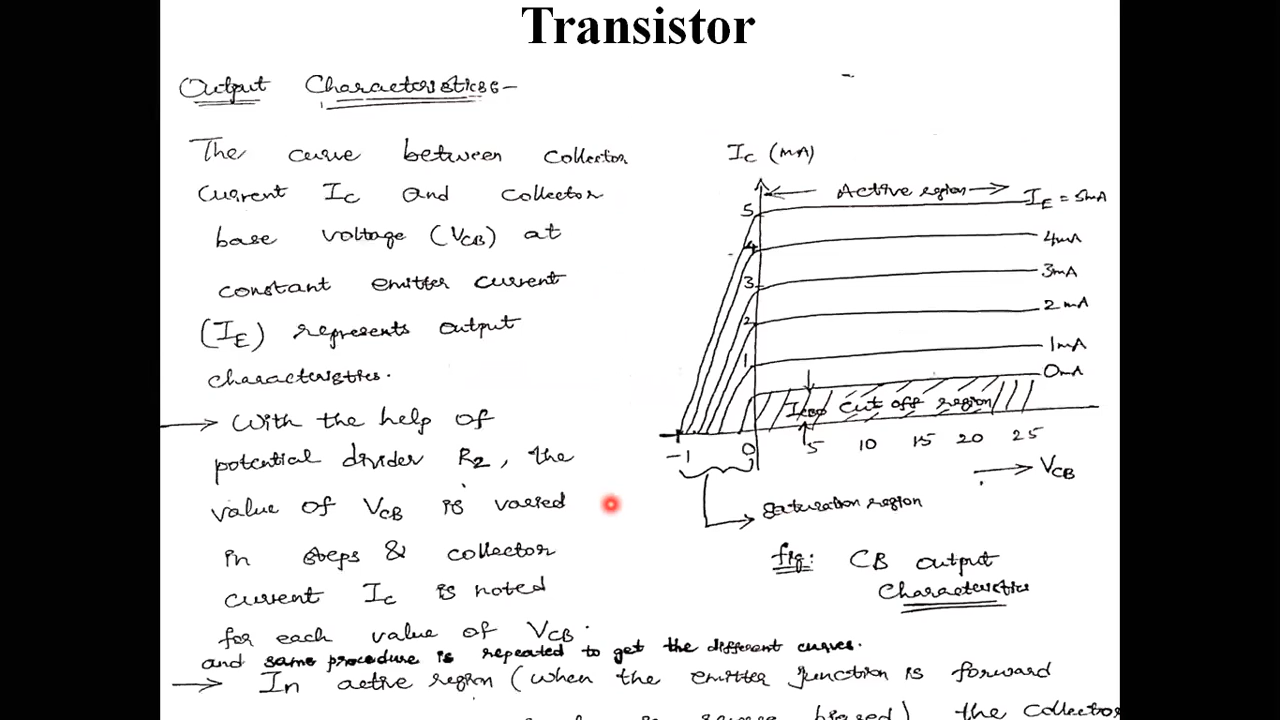 Transistor
Output Characteristics-
The curve between collector
current IC and collector
base voltage (VCB) at
constant emitter current
(IE) represents output
characteristics.
→ With the help of
potential divider R2, the
value of VCB is varied
in steps & collector
current IC is noted
for each value of VCB.
and same procedure is repeated to get the different curves.
→ In active region (when the emitter junction is forward
the collector
IC (mA)
← Active region →
IE = 5mA
4mA
3mA
2mA
1mA
0mA
5
4
3
2
1
ICBO cut off region
-1 0 5 10 15 20 25
→ VCB
saturation region
fig: CB output
characteristics